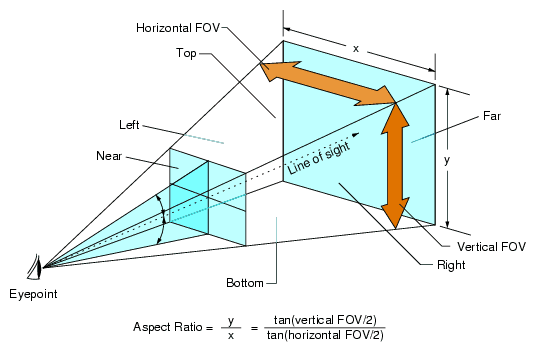 Horizontal FOV
x
Top
Left
Far
Near
Line of sight
y
Vertical FOV
Right
Bottom
Eyepoint
Aspect Ratio = y/x = tan(vertical FOV/2)/tan(horizontal FOV/2)